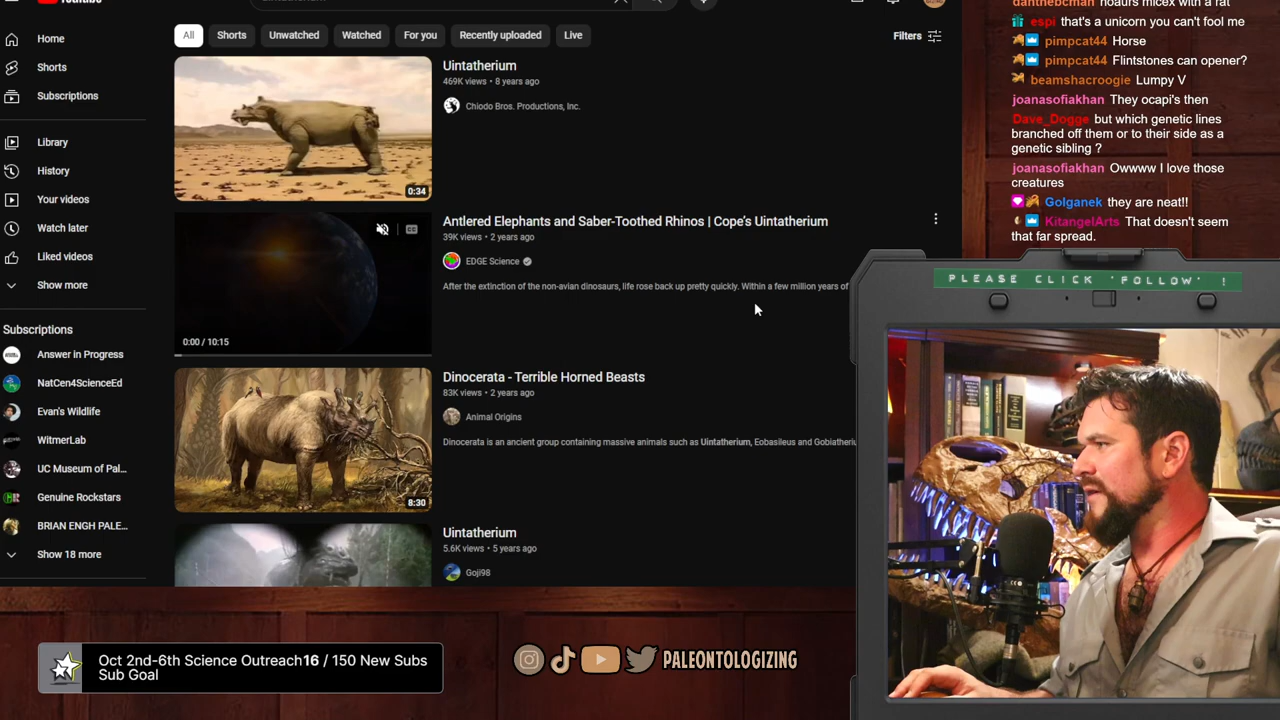 All
Shorts
Unwatched
Watched
For you
Recently uploaded
Live
Filters
Home
Shorts
Subscriptions
Library
History
Your videos
Watch later
Liked videos
Show more
Subscriptions
Answer in Progress
NatCen4ScienceEd
Evan's Wildlife
WitmerLab
UC Museum of Pal...
Genuine Rockstars
BRIAN ENGH PALE...
Show 18 more
0:34
Uintatherium
469K views • 8 years ago
Chiodo Bros. Productions, Inc.
0:00 / 10:15
Antlered Elephants and Saber-Toothed Rhinos | Cope's Uintatherium
39K views • 2 years ago
EDGE Science
After the extinction of the non-avian dinosaurs, life rose back up pretty quickly. Within a few million years of
8:30
Dinocerata - Terrible Horned Beasts
83K views • 2 years ago
Animal Origins
Dinocerata is an ancient group containing massive animals such as Uintatherium, Eobasileus and Gobiatheriu
Uintatherium
5.6K views • 5 years ago
Goji98
espi that's a unicorn you can't fool me
pimpcat44 Horse
pimpcat44 Flintstones can opener?
beamshacroogie Lumpy V
joanasofiakhan They ocapi's then
Dave_Dogge but which genetic lines
branched off them or to their side as a
genetic sibling ?
joanasofiakhan Owwww I love those
creatures
Golganek they are neat!!
KitangelArts That doesn't seem
that far spread.
PLEASE CLICK 'FOLLOW' !
Oct 2nd-6th Science Outreach16 / 150 New Subs
Sub Goal
PALEONTOLOGIZING